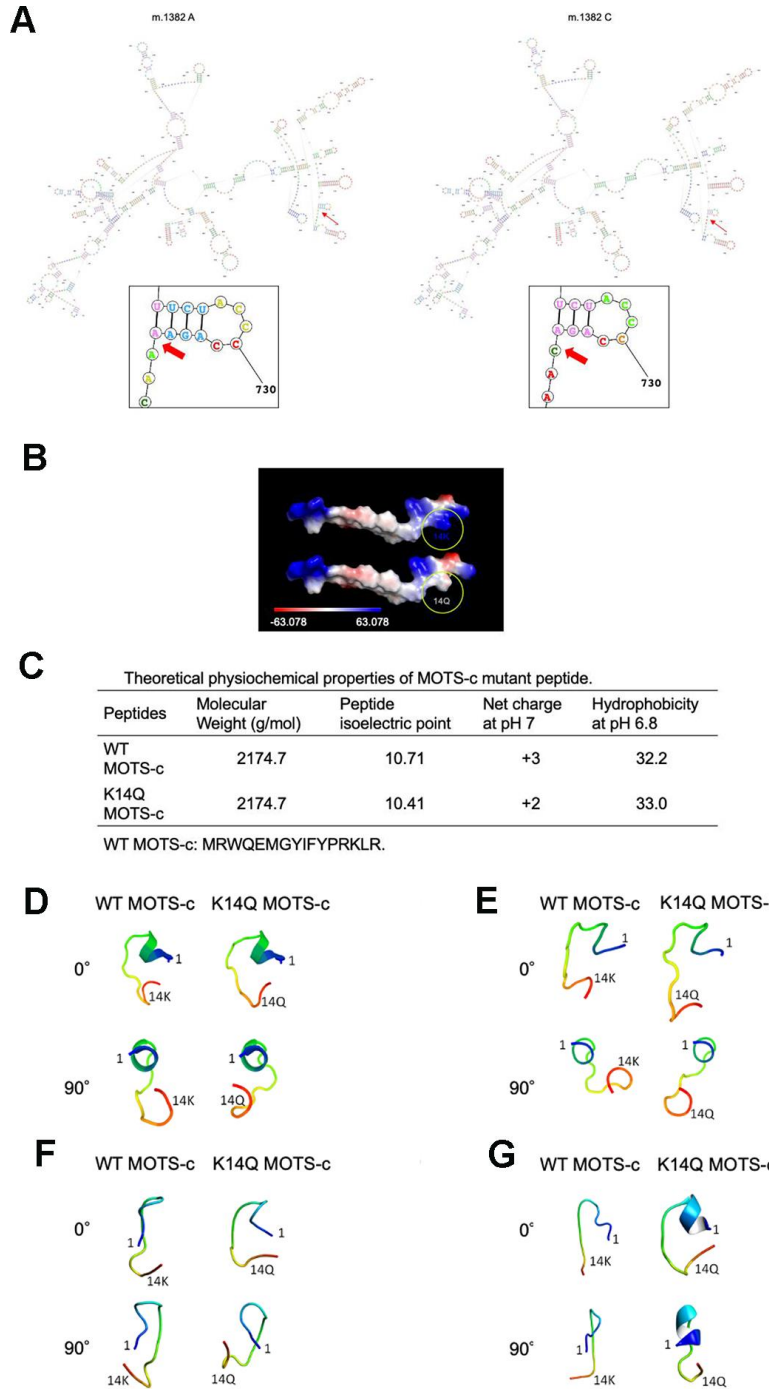 A
m.1382 A
m.1382 C
U U C U A C C
A A G A C C
A
A
C
730
U C U A C C
A G A C C
C
A
A
730
B
14K
14Q
-63.078 63.078
C
Theoretical physiochemical properties of MOTS-c mutant peptide.
Peptides Molecular Weight (g/mol) Peptide isoelectric point Net charge at pH 7 Hydrophobicity at pH 6.8
WT MOTS-c 2174.7 10.71 +3 32.2
K14Q MOTS-c 2174.7 10.41 +2 33.0
WT MOTS-c: MRWQEMGYIFYPRKLR.
D
WT MOTS-c K14Q MOTS-c
0°
1
14K
14Q
90°
1
14K
14Q
E
WT MOTS-c K14Q MOTS-
0°
1
14K
14Q
90°
1
14K
14Q
F
WT MOTS-c K14Q MOTS-c
0°
1
14K
1
14Q
90°
1
14K
1
14Q
G
WT MOTS-c K14Q MOTS-c
0°
1
14K
1
14Q
90°
1
14K
1
14Q